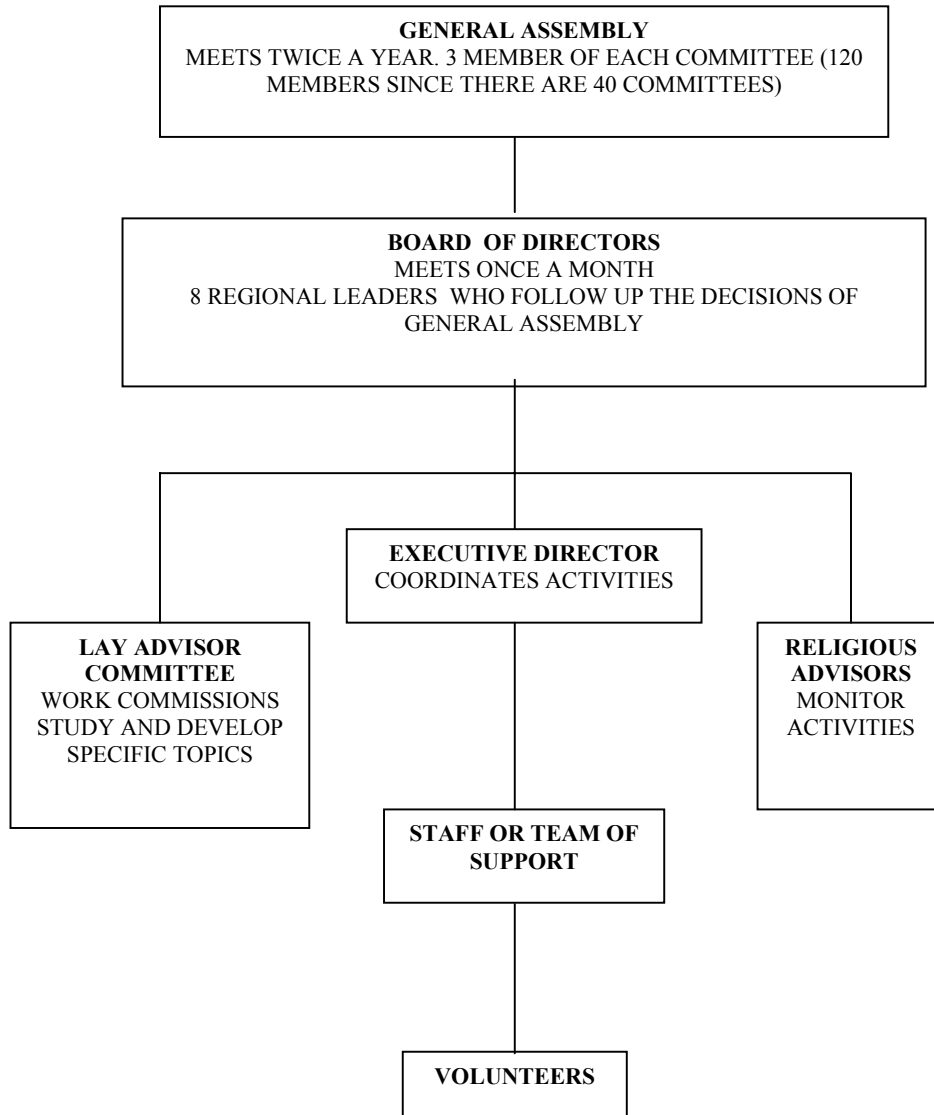 GENERAL ASSEMBLY
MEETS TWICE A YEAR. 3 MEMBER OF EACH COMMITTEE (120
MEMBERS SINCE THERE ARE 40 COMMITTEES)
BOARD OF DIRECTORS
MEETS ONCE A MONTH
8 REGIONAL LEADERS WHO FOLLOW UP THE DECISIONS OF
GENERAL ASSEMBLY
EXECUTIVE DIRECTOR
COORDINATES ACTIVITIES
LAY ADVISOR
COMMITTEE
WORK COMMISSIONS
STUDY AND DEVELOP
SPECIFIC TOPICS
RELIGIOUS
ADVISORS
MONITOR
ACTIVITIES
STAFF OR TEAM OF
SUPPORT
VOLUNTEERS